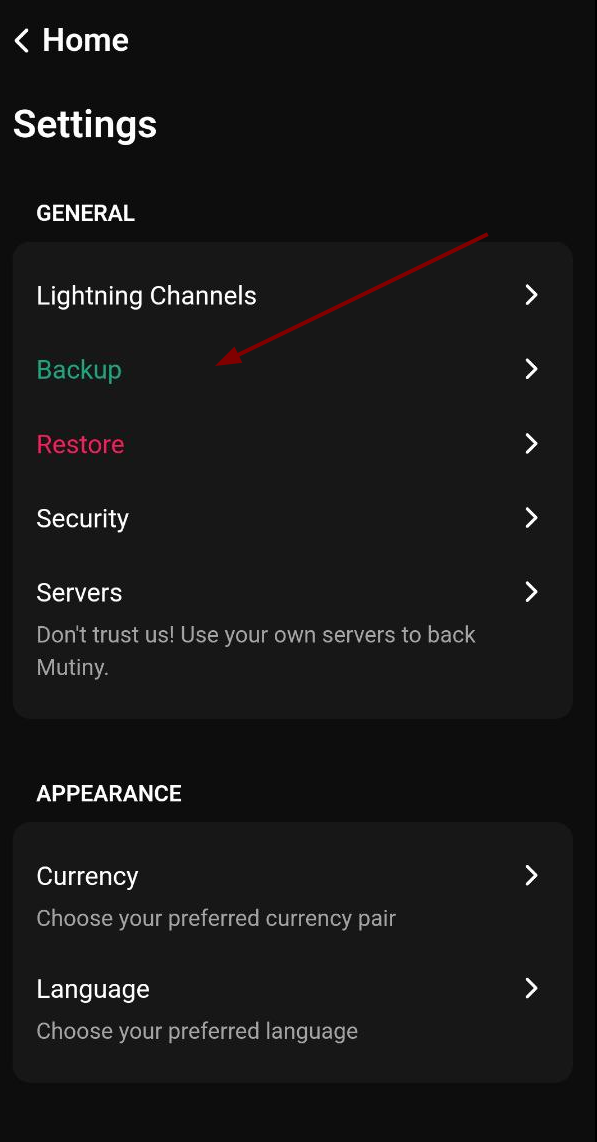 Home
Settings
GENERAL
Lightning Channels
Backup
Restore
Security
Servers
Don't trust us! Use your own servers to back
Mutiny.
APPEARANCE
Currency
Choose your preferred currency pair
Language
Choose your preferred language